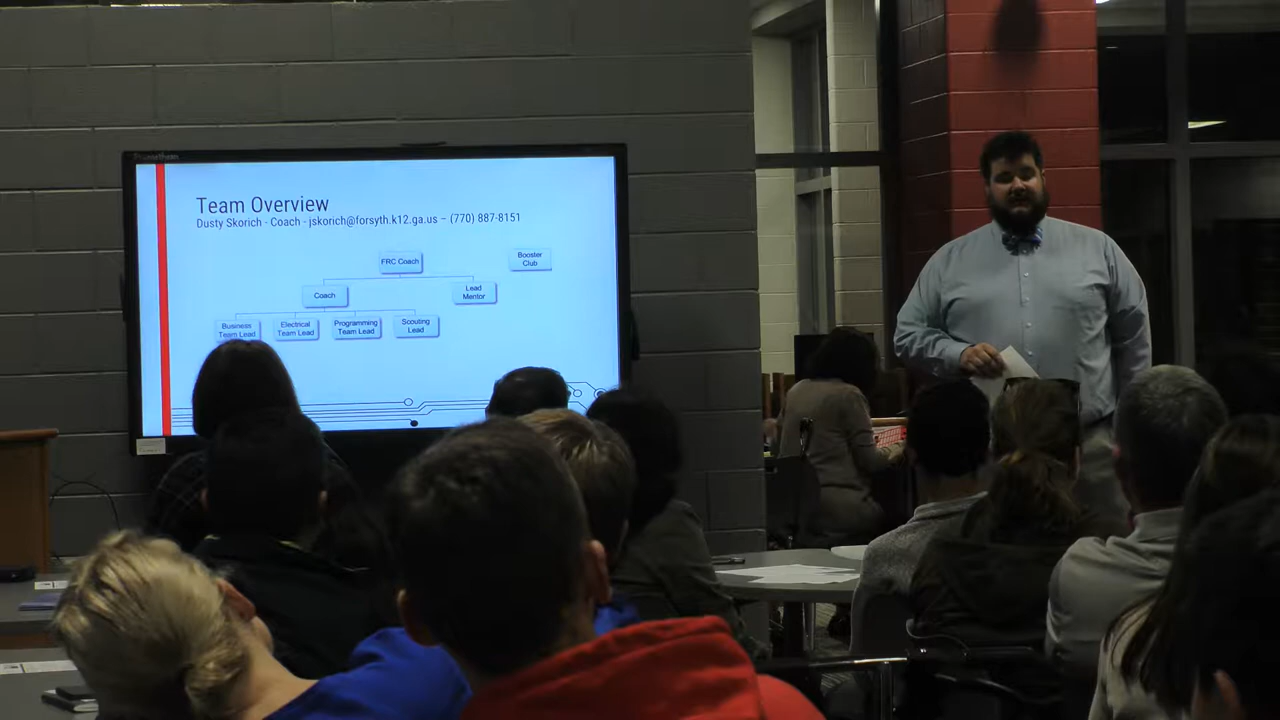 Promethean
Team Overview
Dusty Skorich - Coach - jskorich@forsyth.k12.ga.us – (770) 887-8151
FRC Coach
Booster
Club
Coach
Lead
Mentor
Business
Team Lead
Electrical
Team Lead
Programming
Team Lead
Scouting
Lead